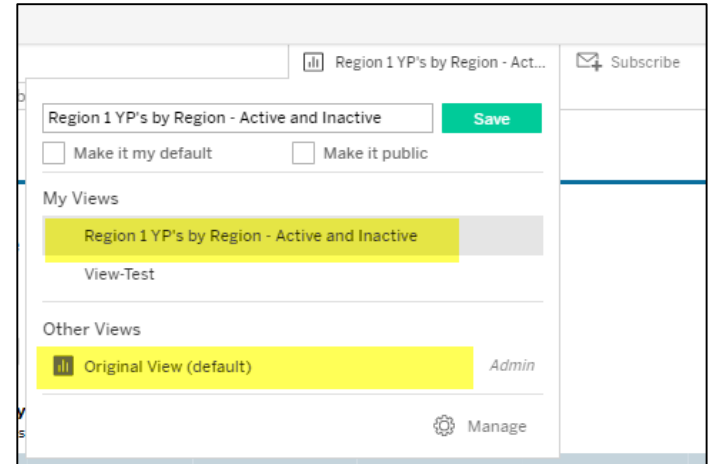 Region 1 YP's by Region - Act...
Subscribe
Region 1 YP's by Region - Active and Inactive
Save
Make it my default
Make it public
My Views
Region 1 YP's by Region - Active and Inactive
View-Test
Other Views
Original View (default)
Admin
Manage